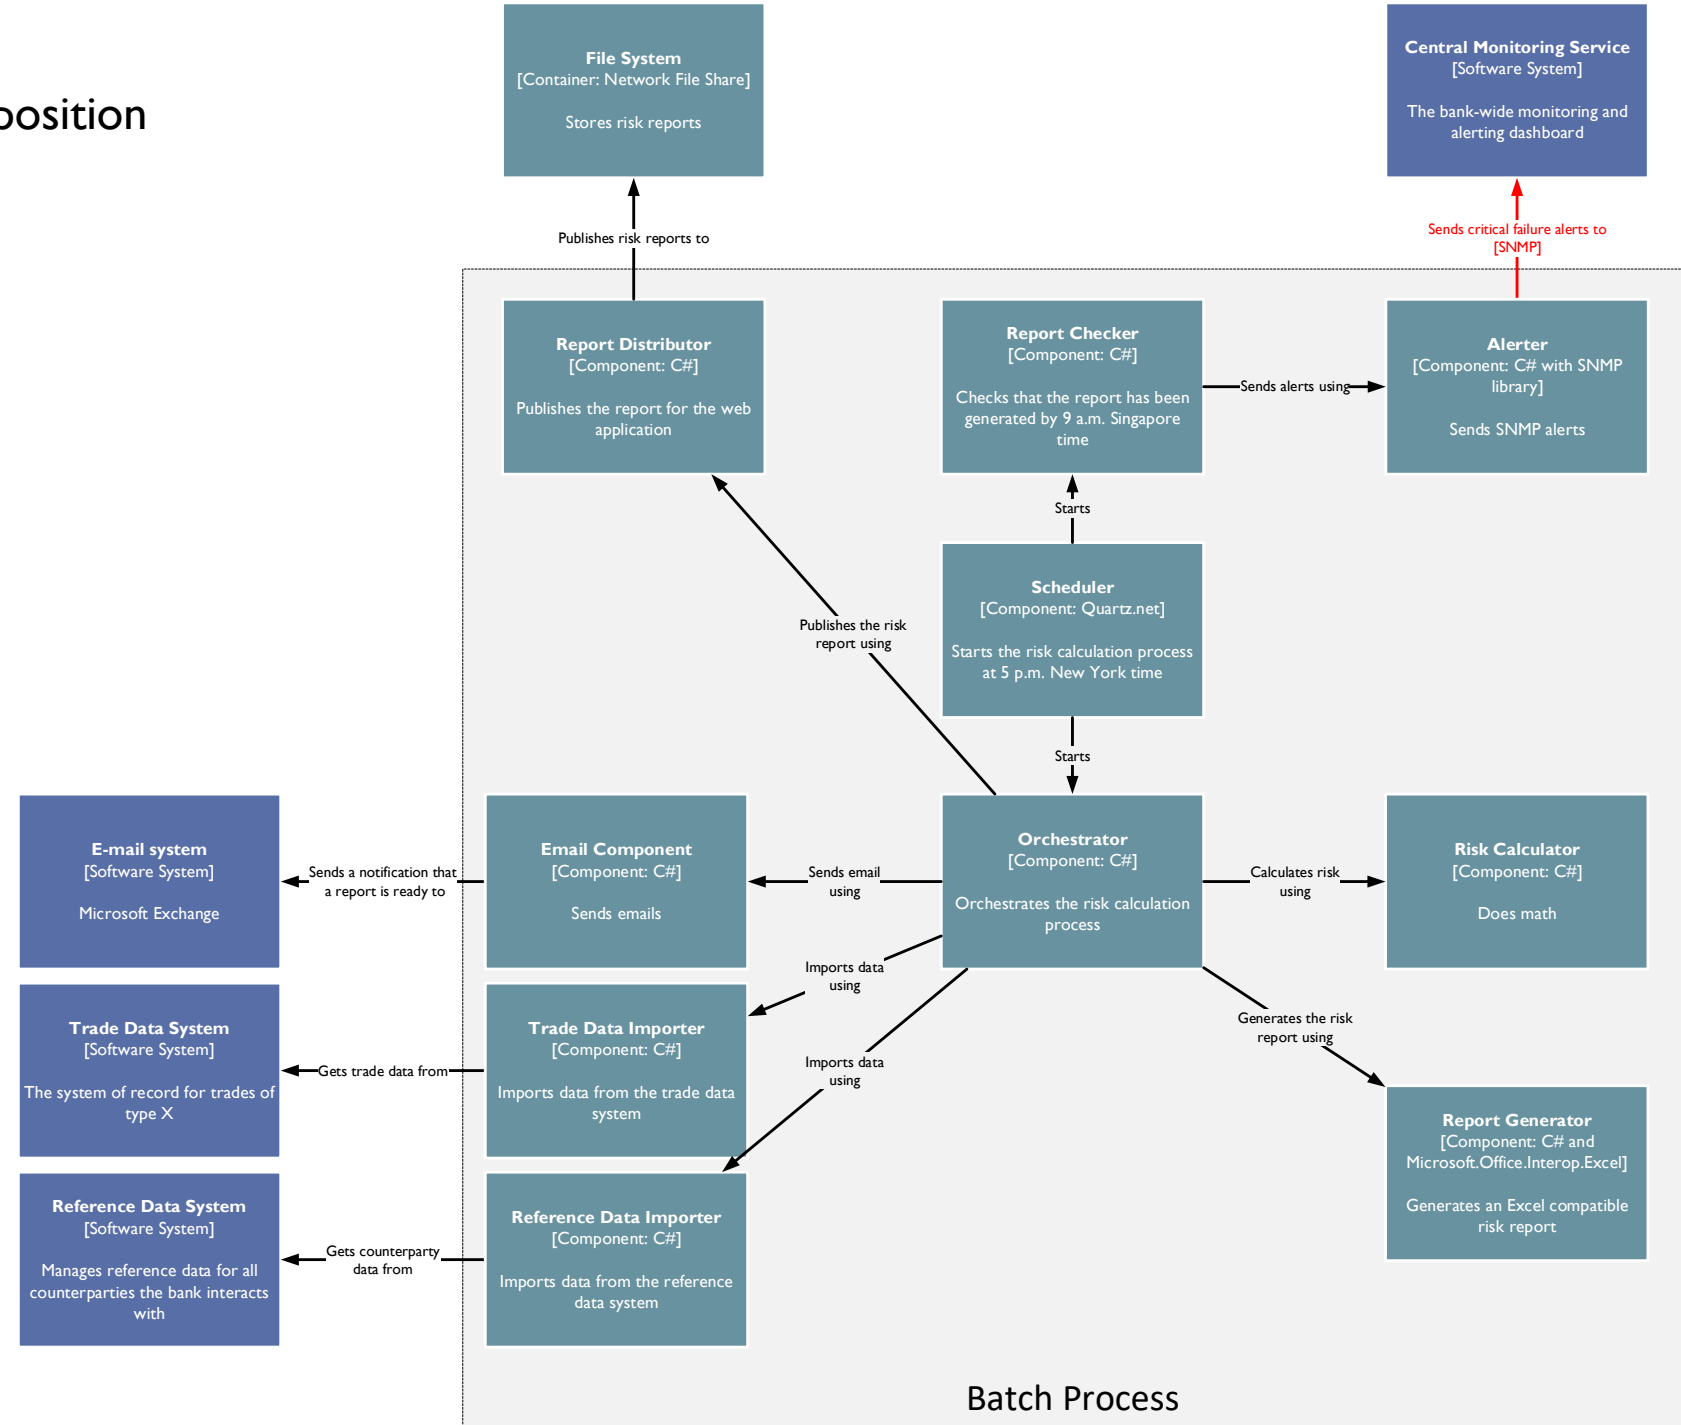 position
File System
[Container: Network File Share]
Stores risk reports
Central Monitoring Service
[Software System]
The bank-wide monitoring and
alerting dashboard
Publishes risk reports to
Sends critical failure alerts to
[SNMP]
Report Distributor
[Component: C#]
Publishes the report for the web
application
Report Checker
[Component: C#]
Checks that the report has been
generated by 9 a.m. Singapore
time
Sends alerts using
Alerter
[Component: C# with SNMP
library]
Sends SNMP alerts
Starts
Scheduler
[Component: Quartz.net]
Starts the risk calculation process
at 5 p.m. New York time
Publishes the risk
report using
Starts
E-mail system
[Software System]
Microsoft Exchange
Sends a notification that
a report is ready to
Email Component
[Component: C#]
Sends emails
Sends email
using
Orchestrator
[Component: C#]
Orchestrates the risk calculation
process
Calculates risk
using
Risk Calculator
[Component: C#]
Does math
Imports data
using
Trade Data System
[Software System]
The system of record for trades of
type X
Gets trade data from
Trade Data Importer
[Component: C#]
Imports data from the trade data
system
Imports data
using
Generates the risk
report using
Report Generator
[Component: C# and
Microsoft.Office.Interop.Excel]
Generates an Excel compatible
risk report
Reference Data System
[Software System]
Manages reference data for all
counterparties the bank interacts
with
Gets counterparty
data from
Reference Data Importer
[Component: C#]
Imports data from the reference
data system
Batch Process